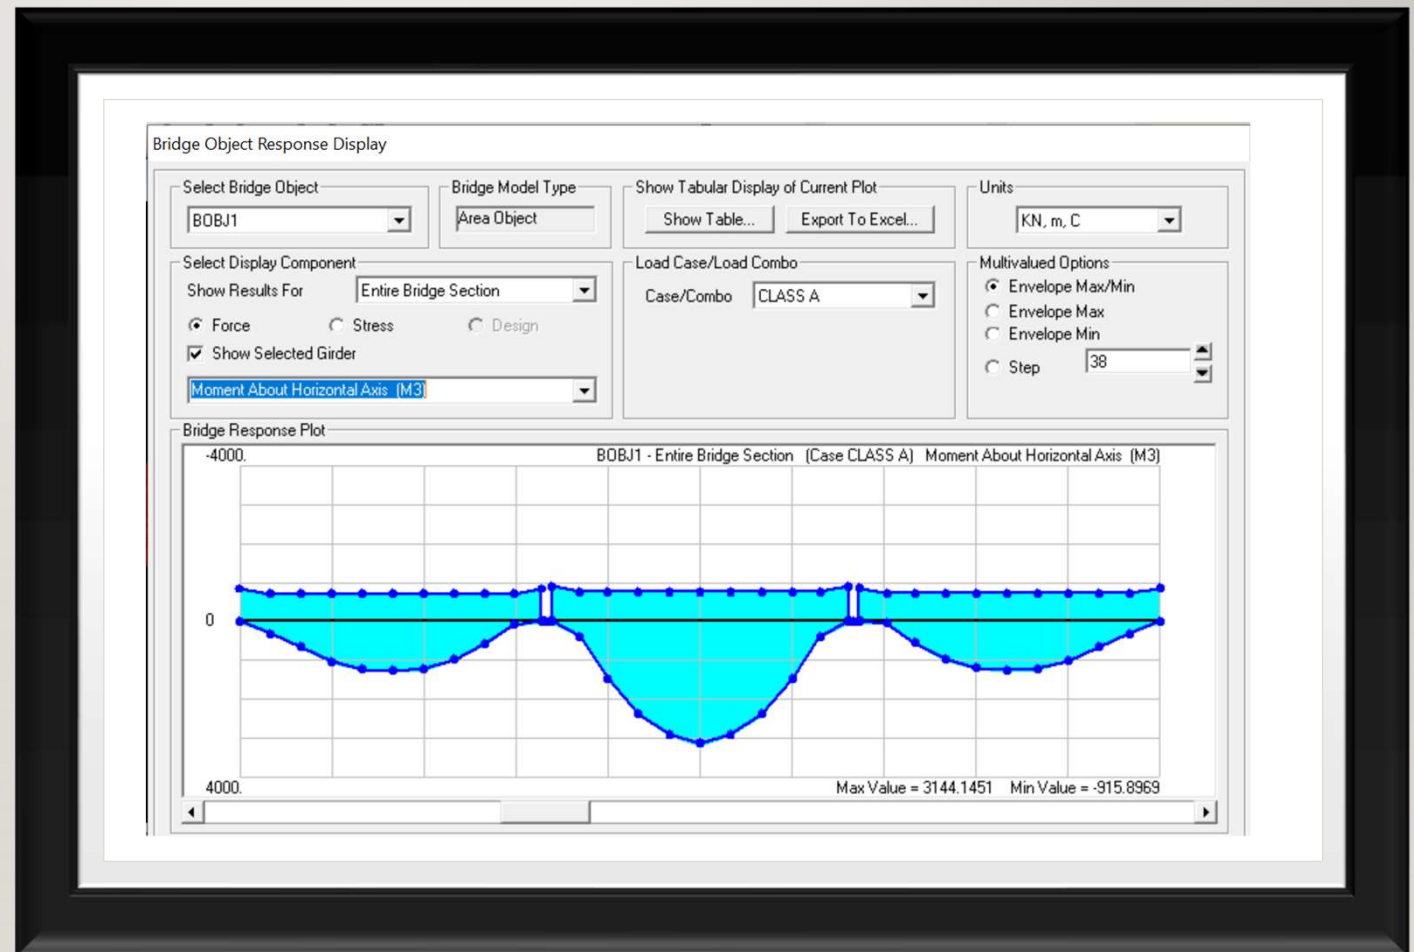 Bridge Object Response Display
Select Bridge Object
BOBJ1
Bridge Model Type
Area Object
Show Tabular Display of Current Plot
Show Table...
Export To Excel...
Units
KN, m, C
Select Display Component
Show Results For
Entire Bridge Section
Force
Stress
Design
Show Selected Girder
Moment About Horizontal Axis (M3)
Load Case/Load Combo
Case/Combo
CLASS A
Multivalued Options
Envelope Max/Min
Envelope Max
Envelope Min
Step
38
Bridge Response Plot
-4000.
BOBJ1 - Entire Bridge Section (Case CLASS A) Moment About Horizontal Axis (M3)
0
4000.
Max Value = 3144.1451 Min Value = -915.8969